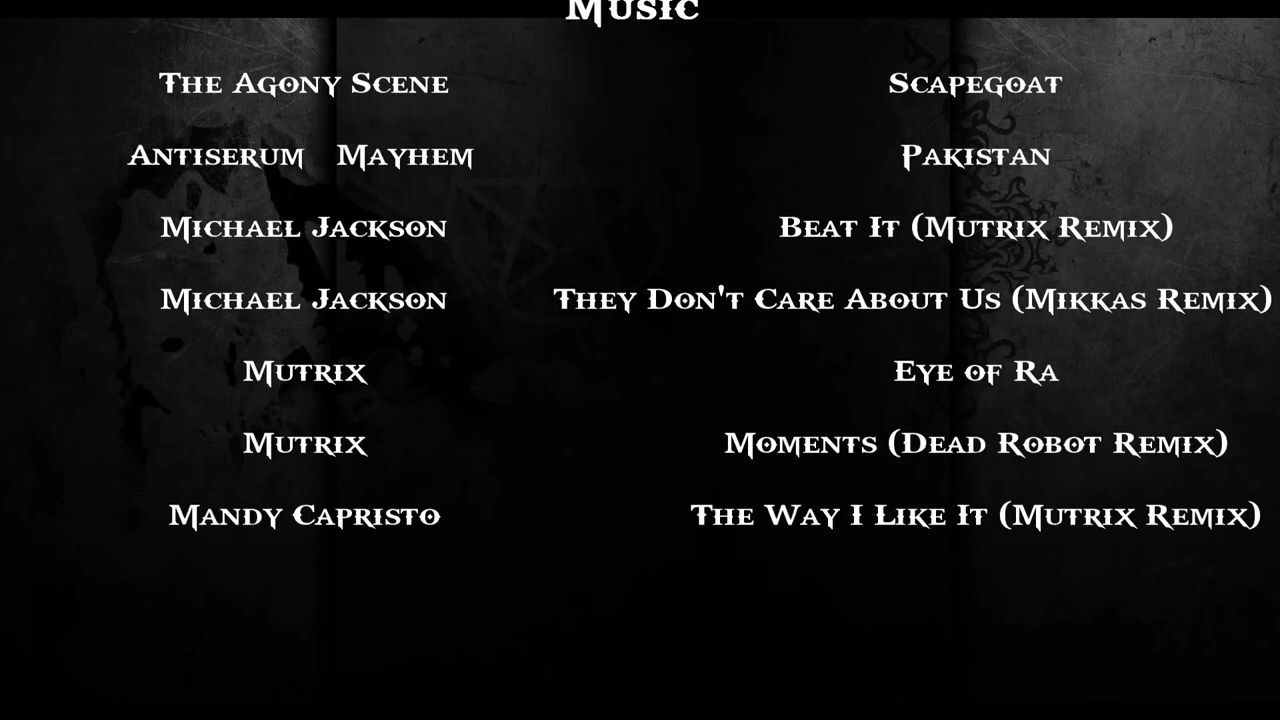 Music
The Agony Scene Scapegoat
Antiserum Mayhem Pakistan
Michael Jackson Beat It (Mutrix Remix)
Michael Jackson They Don't Care About Us (Mikkas Remix)
Mutrix Eye of Ra
Mutrix Moments (Dead Robot Remix)
Mandy Capristo The Way I Like It (Mutrix Remix)